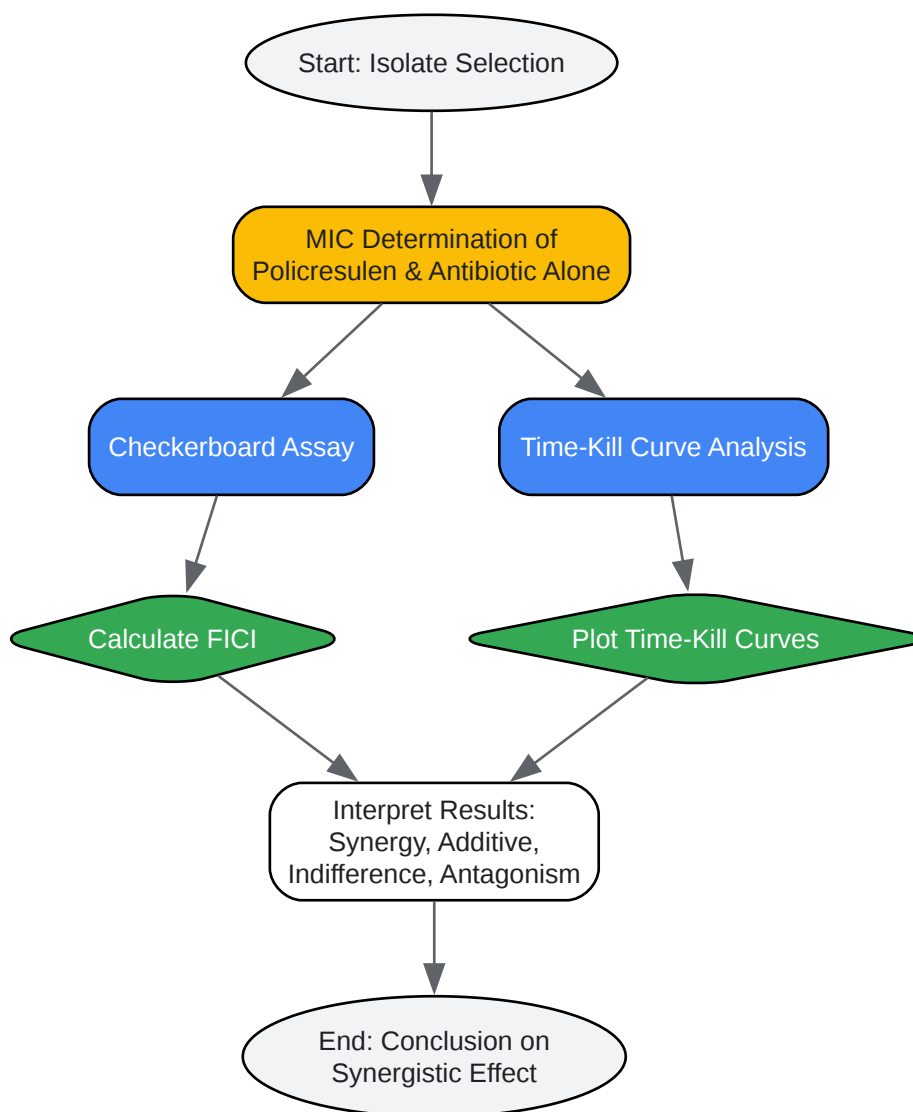 Start: Isolate Selection
MIC Determination of
Policresulen & Antibiotic Alone
Checkerboard Assay
Time-Kill Curve Analysis
Calculate FICI
Plot Time-Kill Curves
Interpret Results:
Synergy, Additive,
Indifference, Antagonism
End: Conclusion on
Synergistic Effect